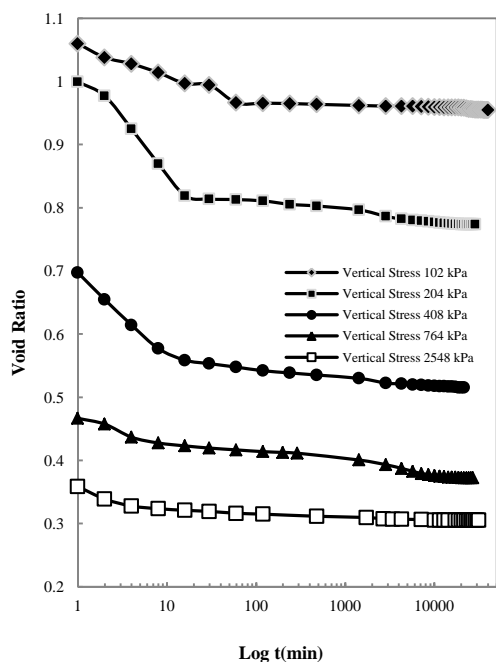 1.1
1
0.9
0.8
0.7
0.6
0.5
0.4
0.3
0.2
Void Ratio
Vertical Stress 102 kPa
Vertical Stress 204 kPa
Vertical Stress 408 kPa
Vertical Stress 764 kPa
Vertical Stress 2548 kPa
1 10 100 1000 10000
Log t(min)